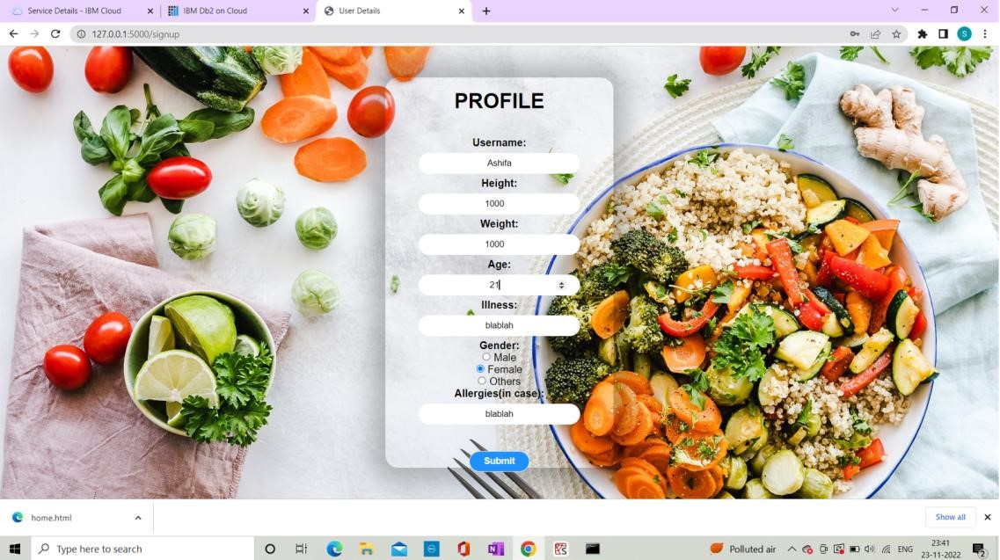 Service Details - IBM Cloud
IBM Db2 on Cloud
User Details
127.0.0.1:5000/signup
S
PROFILE
Username:
Ashifa
Height:
1000
Weight:
1000
Age:
21
Illness:
blablah
Gender:
Male
Female
Others
Allergies(in case):
blablah
Submit
home.html
Show all
Type here to search
Polluted air
ENG
23:41
23-11-2022
2